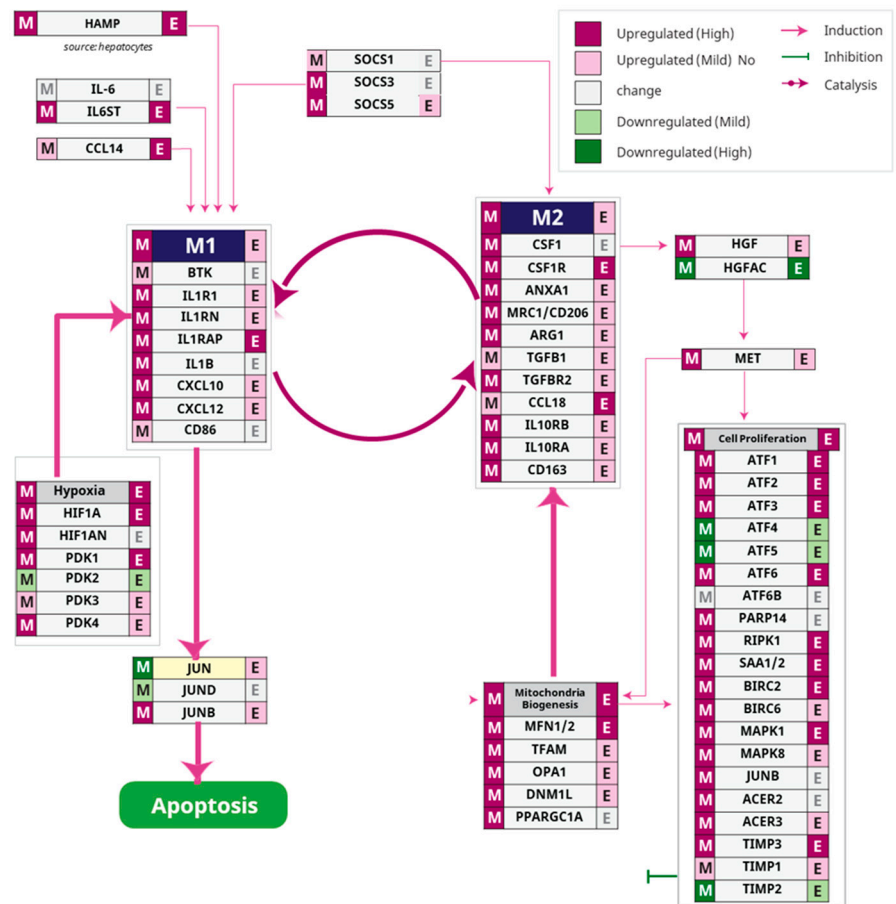 M HAMP E
source: hepatocytes
M IL-6 E
M IL6ST E
M CCL14 E
M SOCS1 E
M SOCS3 E
M SOCS5 E
Upregulated (High)
Upregulated (Mild) No
change
Downregulated (Mild)
Downregulated (High)
Induction
Inhibition
Catalysis
M M1 E
M BTK E
M IL1R1 E
M IL1RN E
M IL1RAP E
M IL1B E
M CXCL10 E
M CXCL12 E
M CD86 E
M M2 E
M CSF1 E
M CSF1R E
M ANXA1 E
M MRC1/CD206 E
M ARG1 E
M TGFB1 E
M TGFBR2 E
M CCL18 E
M IL10RB E
M IL10RA E
M CD163 E
M HGF E
M HGFAC E
M MET E
M Hypoxia E
M HIF1A E
M HIF1AN E
M PDK1 E
M PDK2 E
M PDK3 E
M PDK4 E
M JUN E
M JUND E
M JUNB E
Apoptosis
M Mitochondria E
Biogenesis
M MFN1/2 E
M TFAM E
M OPA1 E
M DNM1L E
M PPARGC1A E
M Cell Proliferation E
M ATF1 E
M ATF2 E
M ATF3 E
M ATF4 E
M ATF5 E
M ATF6 E
M ATF6B E
M PARP14 E
M RIPK1 E
M SAA1/2 E
M BIRC2 E
M BIRC6 E
M MAPK1 E
M MAPK8 E
M JUNB E
M ACER2 E
M ACER3 E
M TIMP3 E
M TIMP1 E
M TIMP2 E